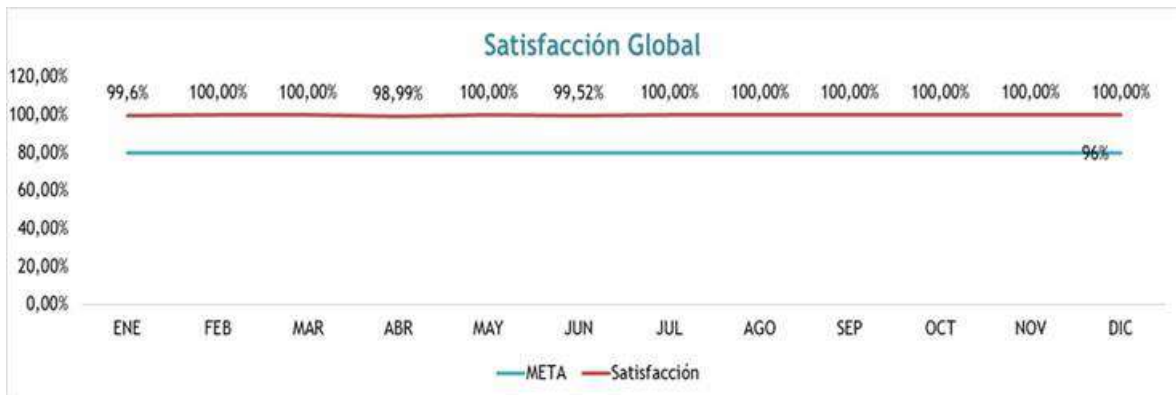 Satisfacción Global
120,00%
99,6% 100,00% 100,00% 98,99% 100,00% 99,52% 100,00% 100,00% 100,00% 100,00% 100,00% 100,00%
100,00%
80,00% 96%
60,00%
40,00%
20,00%
0,00%
ENE FEB MAR ABR MAY JUN JUL AGO SEP OCT NOV DIC
META Satisfacción